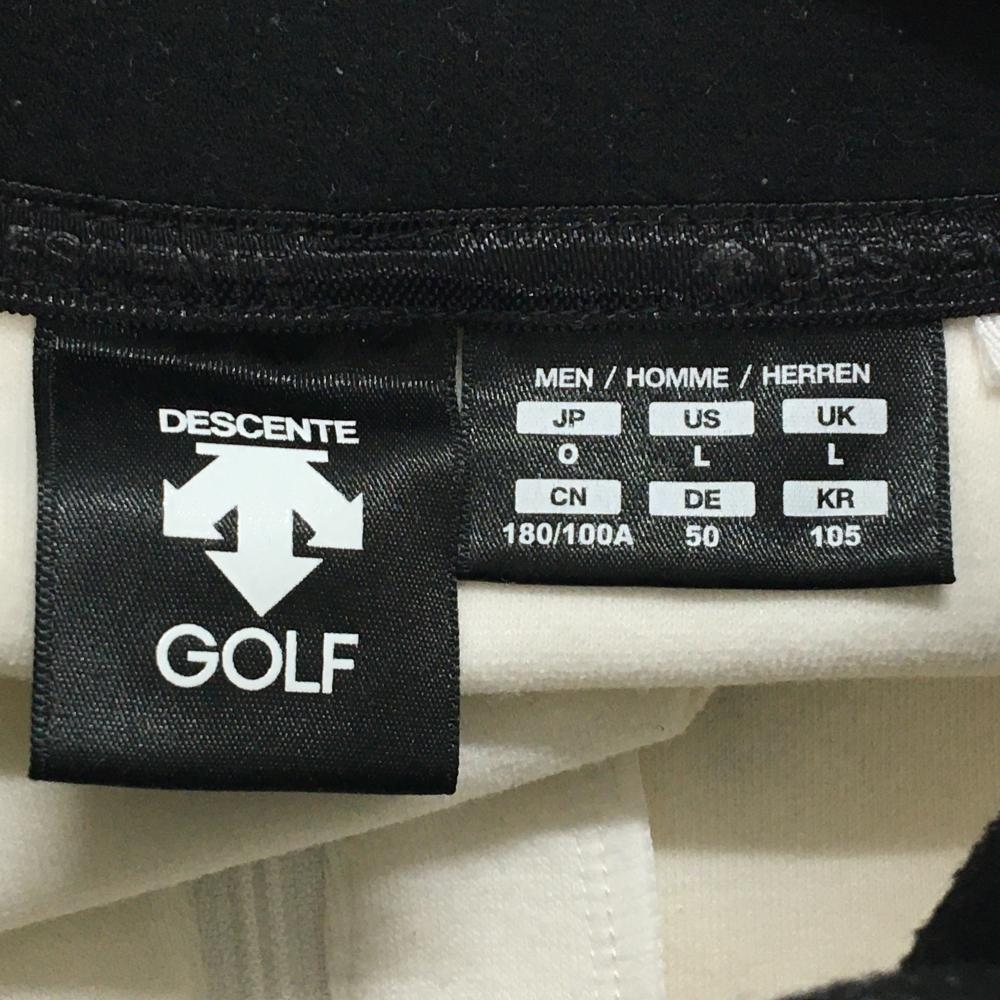 DESCENTE
GOLF
MEN / HOMME / HERREN
JP US UK
O L L
CN DE KR
180/100A 50 105